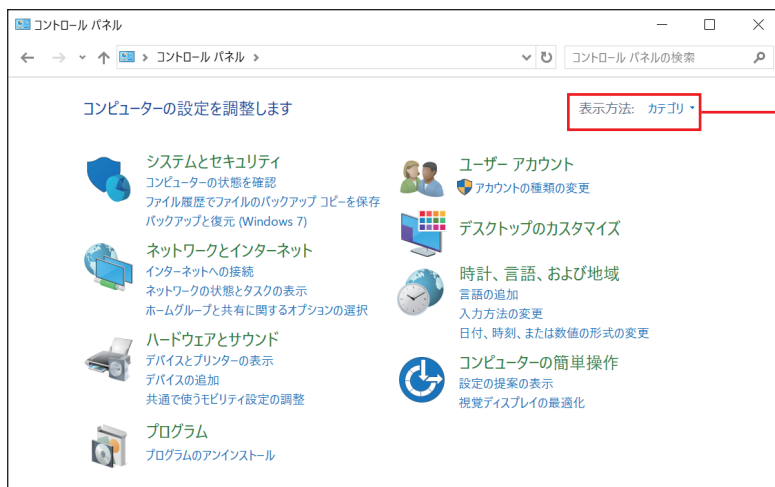 コントロール パネル
コントロール パネル
コントロール パネルの検索
コンピューターの設定を調整します
表示方法: カテゴリ
システムとセキュリティ
コンピューターの状態を確認
ファイル履歴でファイルのバックアップ コピーを保存
バックアップと復元 (Windows 7)
ネットワークとインターネット
インターネットへの接続
ネットワークの状態とタスクの表示
ホームグループと共有に関するオプションの選択
ハードウェアとサウンド
デバイスとプリンターの表示
デバイスの追加
共通で使うモビリティ設定の調整
プログラム
プログラムのアンインストール
ユーザー アカウント
アカウントの種類の変更
デスクトップのカスタマイズ
時計、言語、および地域
言語の追加
入力方法の変更
日付、時刻、または数値の形式の変更
コンピューターの簡単操作
設定の提案の表示
視覚ディスプレイの最適化